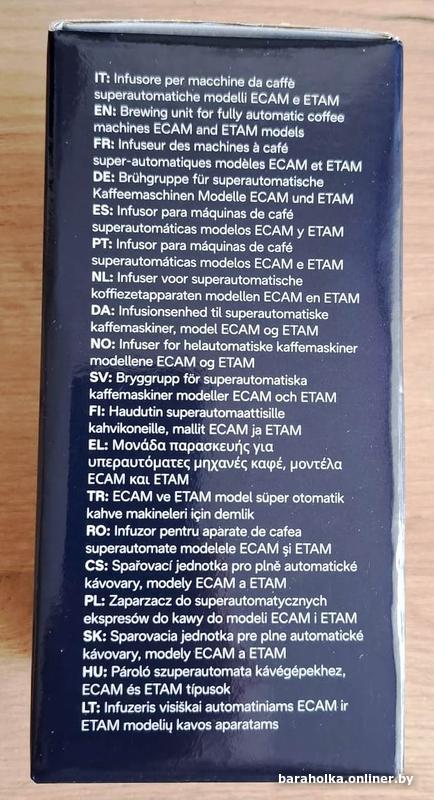 IT: Infusore per macchine da caffè
superautomatiche modelli ECAM e ETAM
EN: Brewing unit for fully automatic coffee
machines ECAM and ETAM models
FR: Infuseur des machines à café
super-automatiques modèles ECAM et ETAM
DE: Brühgruppe für superautomatische
Kaffeemaschinen Modelle ECAM und ETAM
ES: Infusor para máquinas de café
superautomáticas modelos ECAM y ETAM
PT: Infusor para máquinas de café
superautomáticas modelos ECAM e ETAM
NL: Infuser voor superautomatische
koffiezetapparaten modellen ECAM en ETAM
DA: Infusionsenhed til superautomatiske
kaffemaskiner, model ECAM og ETAM
NO: Infuser for helautomatiske kaffemaskiner
modellene ECAM og ETAM
SV: Bryggrupp för superautomatiska
kaffemaskiner modeller ECAM och ETAM
FI: Haudutin superautomaattisille
kahvikoneille, mallit ECAM ja ETAM
EL: Μονάδα παρασκευής για
υπεραυτόματες μηχανές καφέ, μοντέλα
ECAM και ETAM
TR: ECAM ve ETAM model süper otomatik
kahve makineleri için demlik
RO: Infuzor pentru aparate de cafea
superautomate modelele ECAM și ETAM
CS: Spařovací jednotka pro plně automatické
kávovary, modely ECAM a ETAM
PL: Zaparzacz do superautomatycznych
ekspresów do kawy do modeli ECAM i ETAM
SK: Sparovacia jednotka pre plne automatické
kávovary, modely ECAM a ETAM
HU: Pároló szuperautomata kávégépekhez,
ECAM és ETAM típusok
LT: Infuzeris visiškai automatiniams ECAM ir
ETAM modelių kavos aparatams
baraholka.onliner.by